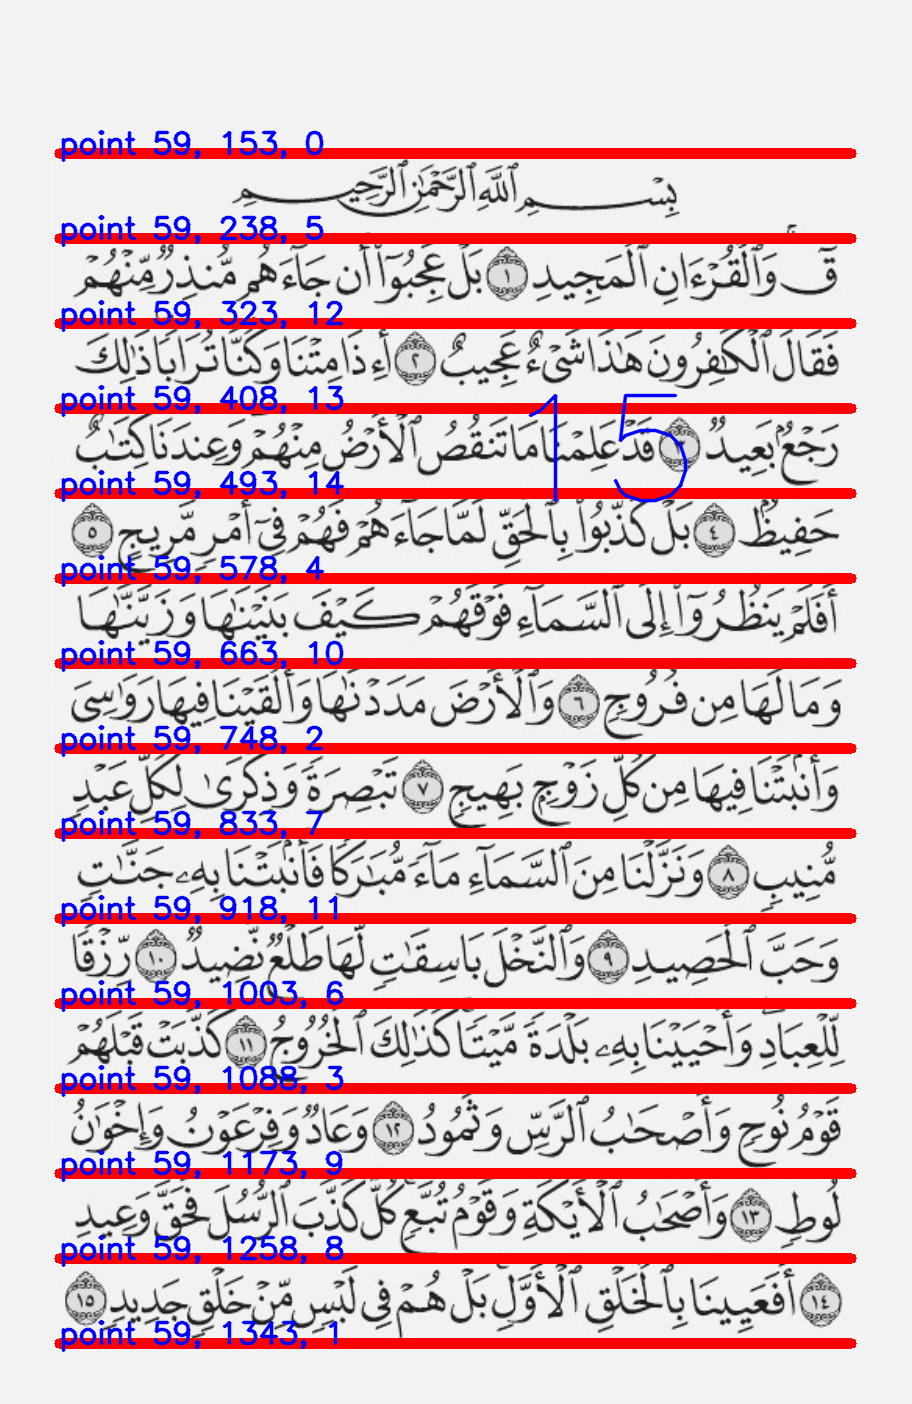 point 59, 153, 0
بِسْمِ ٱللَّهِ ٱلرَّحْمَٰنِ ٱلرَّحِيمِ
point 59, 238, 5
قٓ وَٱلْقُرْءَانِ ٱلْمَجِيدِ ١ بَلْ عَجِبُوٓا۟ أَن جَآءَهُم مُّنذِرٌ مِّنْهُمْ
point 59, 323, 12
فَقَالَ ٱلْكَٰفِرُونَ هَٰذَا شَىْءٌ عَجِيبٌ ٢ أَءِذَا مِتْنَا وَكُنَّا تُرَابًا ذَٰلِكَ
point 59, 408, 13
رَجْعٌۢ بَعِيدٌ ٣ قَدْ عَلِمْنَا مَا تَنقُصُ ٱلْأَرْضُ مِنْهُمْ وَعِندَنَا كِتَٰبٌ
15
point 59, 493, 14
حَفِيظٌۢ ٤ بَلْ كَذَّبُوا۟ بِٱلْحَقِّ لَمَّا جَآءَهُمْ فَهُمْ فِىٓ أَمْرٍ مَّرِيجٍ ٥
point 59, 578, 4
أَفَلَمْ يَنظُرُوٓا۟ إِلَى ٱلسَّمَآءِ فَوْقَهُمْ كَيْفَ بَنَيْنَٰهَا وَزَيَّنَّٰهَا
point 59, 663, 10
وَمَا لَهَا مِن فُرُوجٍ ٦ وَٱلْأَرْضَ مَدَدْنَٰهَا وَأَلْقَيْنَا فِيهَا رَوَٰسِىَ
point 59, 748, 2
وَأَنۢبَتْنَا فِيهَا مِن كُلِّ زَوْجٍۭ بَهِيجٍ ٧ تَبْصِرَةً وَذِكْرَىٰ لِكُلِّ عَبْدٍ
point 59, 833, 7
مُّنِيبٍ ٨ وَنَزَّلْنَا مِنَ ٱلسَّمَآءِ مَآءً مُّبَٰرَكًا فَأَنۢبَتْنَا بِهِۦ جَنَّٰتٍ
point 59, 918, 11
وَحَبَّ ٱلْحَصِيدِ ٩ وَٱلنَّخْلَ بَاسِقَٰتٍ لَّهَا طَلْعٌ نَّضِيدٌ ١٠ رِّزْقًا
point 59, 1003, 6
لِّلْعِبَادِ وَأَحْيَيْنَا بِهِۦ بَلْدَةً مَّيْتًا كَذَٰلِكَ ٱلْخُرُوجُ ١١ كَذَّبَتْ قَبْلَهُمْ
point 59, 1088, 3
قَوْمُ نُوحٍ وَأَصْحَٰبُ ٱلرَّسِّ وَثَمُودُ ١٢ وَعَادٌ وَفِرْعَوْنُ وَإِخْوَٰنُ
point 59, 1173, 9
لُوطٍ ١٣ وَأَصْحَٰبُ ٱلْأَيْكَةِ وَقَوْمُ تُبَّعٍ كُلٌّ كَذَّبَ ٱلرُّسُلَ فَحَقَّ وَعِيدِ
point 59, 1258, 8
١٤ أَفَعَيِينَا بِٱلْخَلْقِ ٱلْأَوَّلِ بَلْ هُمْ فِى لَبْسٍ مِّنْ خَلْقٍ جَدِيدٍ ١٥
point 59, 1343, 1